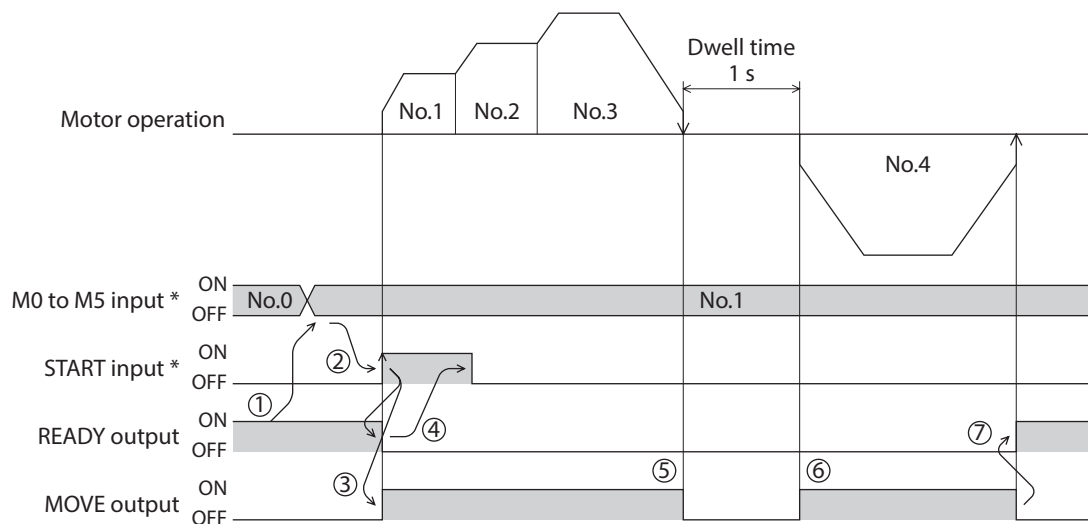 Dwell time
1 s
Motor operation
No.1
No.2
No.3
No.4
M0 to M5 input *
ON
OFF
No.0
No.1
START input *
ON
OFF
②
①
READY output
ON
OFF
④
⑦
MOVE output
ON
OFF
③
⑤
⑥